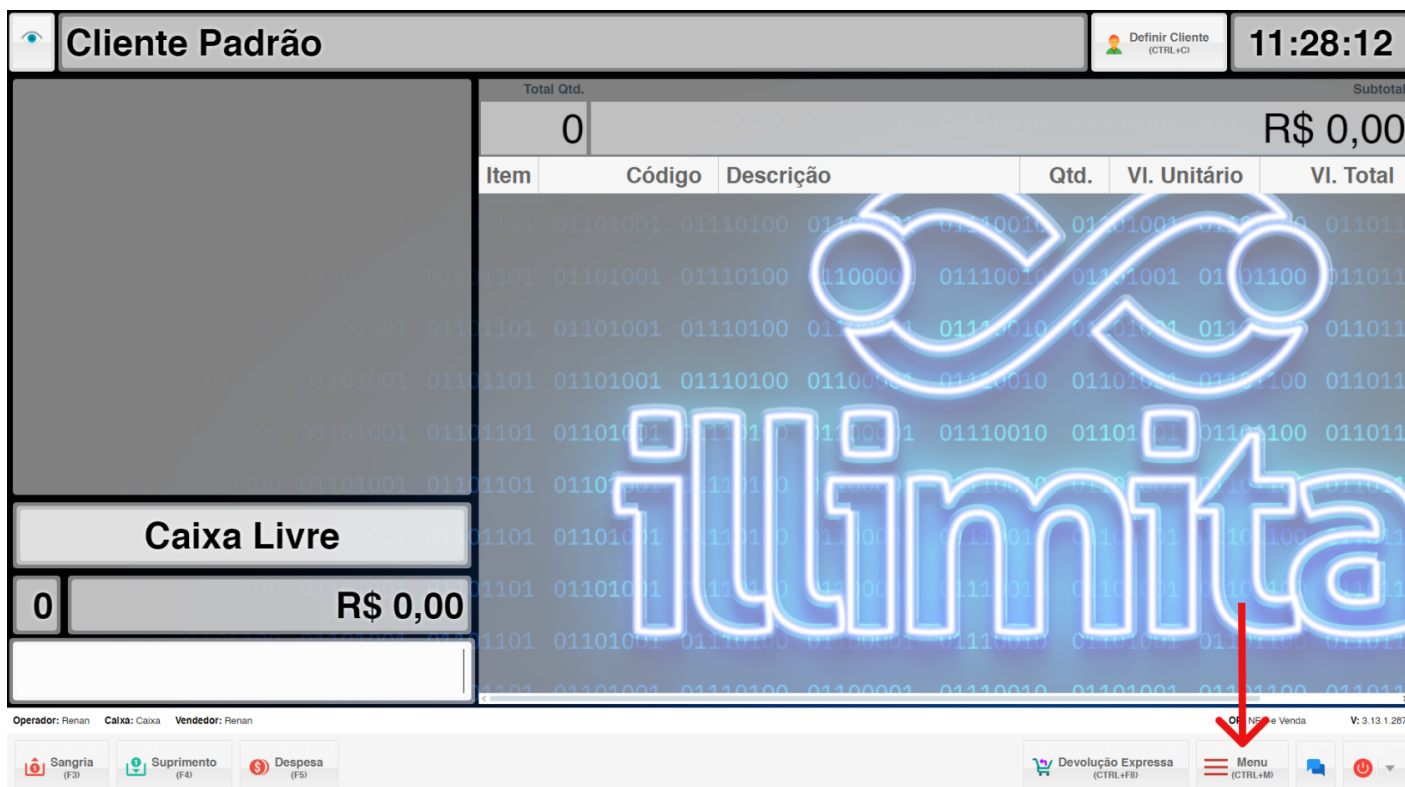 Cliente Padrão
Definir Cliente
(CTRL+C)
11:28:12
Total Qtd.
Subtotal
0
R$ 0,00
Item Código Descrição Qtd. Vl. Unitário Vl. Total
illimita
Caixa Livre
0
R$ 0,00
Operador: Renan Caixa: Caixa Vendedor: Renan
V: 3.13.1.287
Sangria
(F3)
Suprimento
(F4)
Despesa
(F5)
Devolução Expressa
(CTRL+F8)
Menu
(CTRL+M)